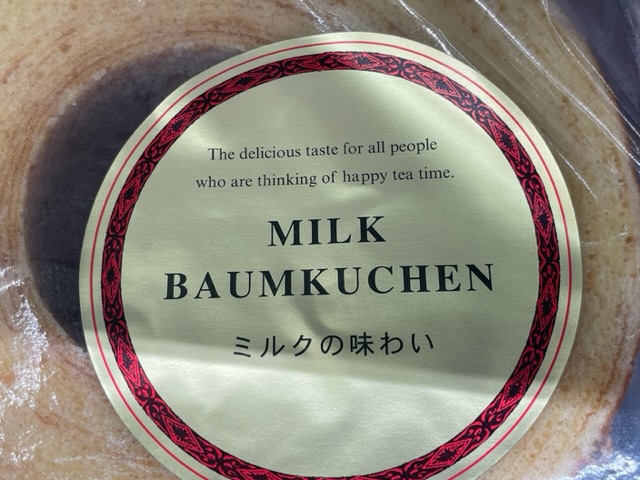 The delicious taste for all people
who are thinking of happy tea time.
MILK
BAUMKUCHEN
ミルクの味わい